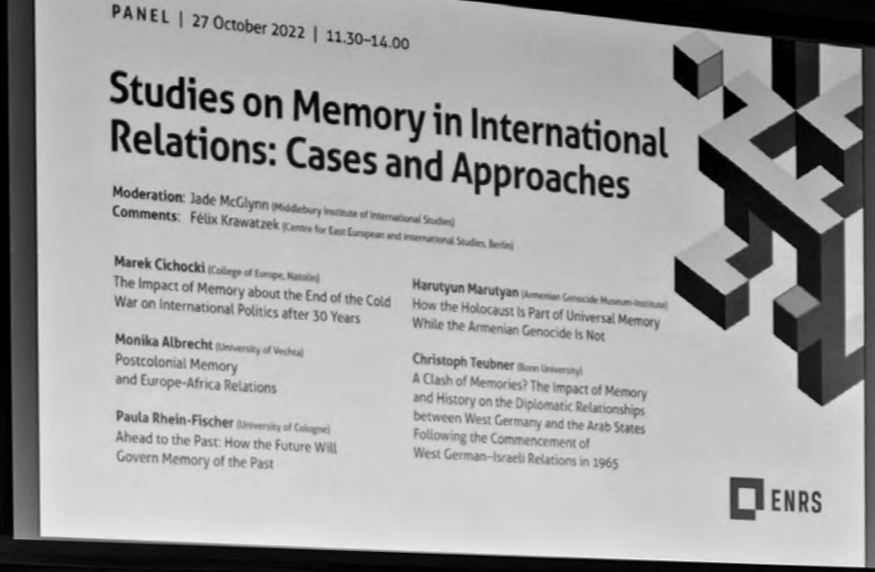 PANEL | 27 October 2022 | 11.30–14.00
Studies on Memory in International
Relations: Cases and Approaches
Moderation: Jade McGlynn (Middlebury Institute of International Studies)
Comments: Félix Krawatzek (Centre for East European and International Studies, Berlin)
Marek Cichocki (College of Europe, Natolin)
The Impact of Memory about the End of the Cold
War on International Politics after 30 Years
Monika Albrecht (University of Vechta)
Postcolonial Memory
and Europe-Africa Relations
Paula Rhein-Fischer (University of Cologne)
Ahead to the Past: How the Future Will
Govern Memory of the Past
Harutyun Marutyan (Armenian Genocide Museum-Institute)
How the Holocaust Is Part of Universal Memory
While the Armenian Genocide Is Not
Christoph Teubner (Bonn University)
A Clash of Memories? The Impact of Memory
and History on the Diplomatic Relationships
between West Germany and the Arab States
Following the Commencement of
West German–Israeli Relations in 1965
ENRS